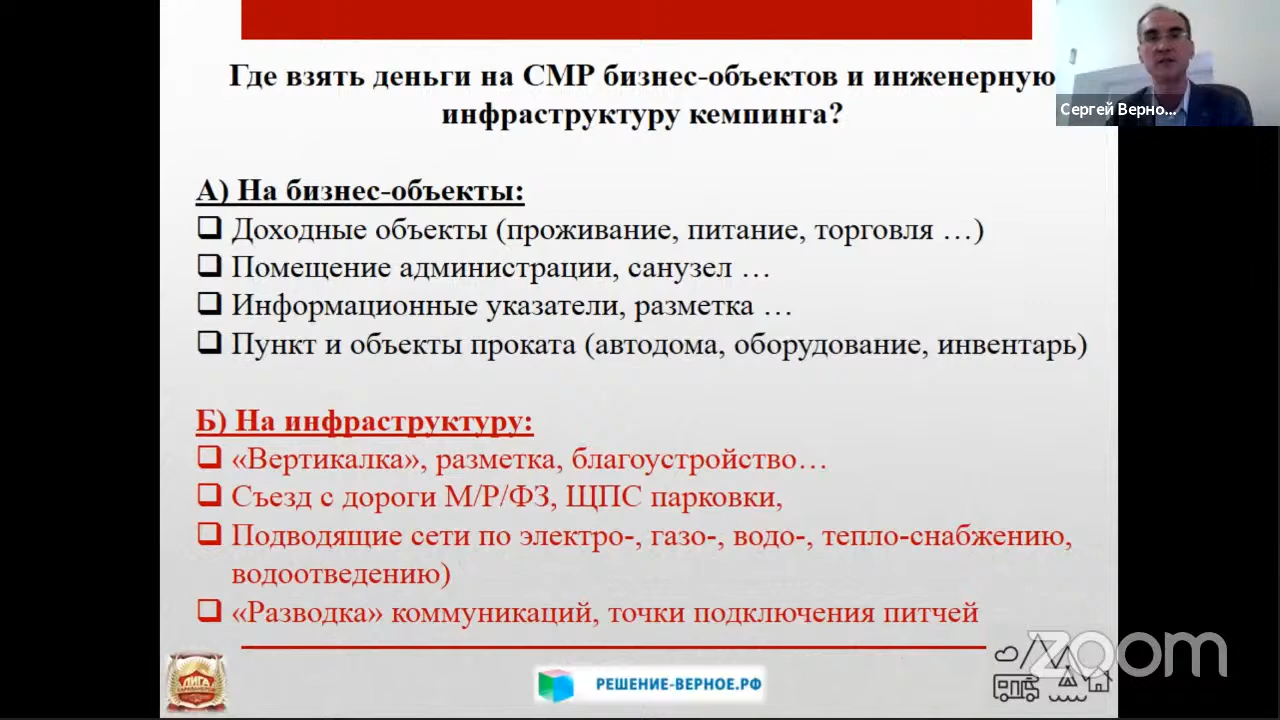 Где взять деньги на СМР бизнес-объектов и инженерную
инфраструктуру кемпинга?
Сергей Верно...
А) На бизнес-объекты:
Доходные объекты (проживание, питание, торговля …)
Помещение администрации, санузел …
Информационные указатели, разметка …
Пункт и объекты проката (автодома, оборудование, инвентарь)
Б) На инфраструктуру:
«Вертикалка», разметка, благоустройство…
Съезд с дороги М/Р/ФЗ, ЩПС парковки,
Подводящие сети по электро-, газо-, водо-, тепло-снабжению,
водоотведению)
«Разводка» коммуникаций, точки подключения питчей
ЛИГА
РЕШЕНИЕ-ВЕРНОЕ.РФ
zoom